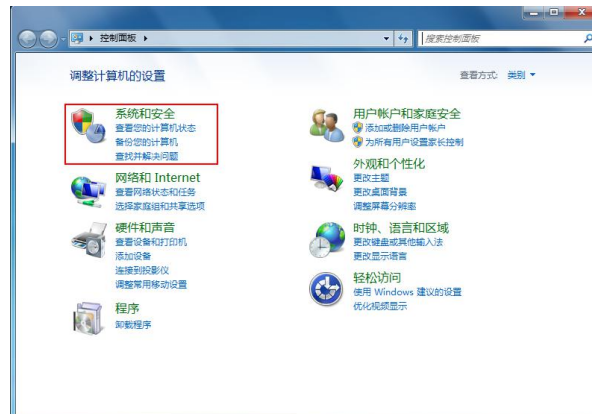 控制面板
搜索控制面板
调整计算机的设置
查看方式: 类别
系统和安全
查看您的计算机状态
备份您的计算机
查找并解决问题
网络和 Internet
查看网络状态和任务
选择家庭组和共享选项
硬件和声音
查看设备和打印机
添加设备
连接到投影仪
调整常用移动设置
程序
卸载程序
用户帐户和家庭安全
添加或删除用户帐户
为所有用户设置家长控制
外观和个性化
更改主题
更改桌面背景
调整屏幕分辨率
时钟、语言和区域
更改键盘或其他输入法
更改显示语言
轻松访问
使用 Windows 建议的设置
优化视频显示